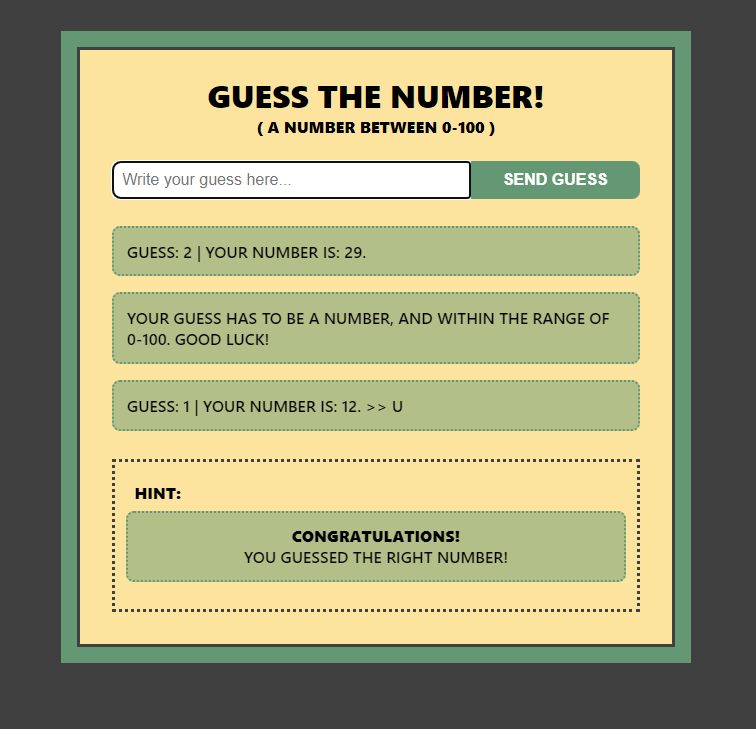 GUESS THE NUMBER!
( A NUMBER BETWEEN 0-100 )
Write your guess here...
SEND GUESS
GUESS: 2 | YOUR NUMBER IS: 29.
YOUR GUESS HAS TO BE A NUMBER, AND WITHIN THE RANGE OF
0-100. GOOD LUCK!
GUESS: 1 | YOUR NUMBER IS: 12. >> U
HINT:
CONGRATULATIONS!
YOU GUESSED THE RIGHT NUMBER!